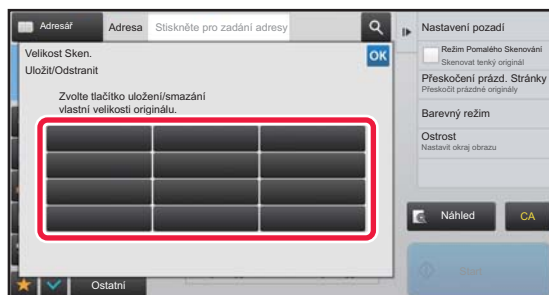 Adresář
Adresa
Stiskněte pro zadání adresy
Velikost Sken.
Uložit/Odstranit
OK
Zvolte tlačítko uložení/smazání
vlastní velikosti originálu.
Ostatní
Nastavení pozadí
Režim Pomalého Skenování
Skenovat tenký originál
Přeskočení prázd. Stránky
Přeskočit prázdné originály
Barevný režim
Ostrost
Nastavit okraj obrazu
Náhled
CA
Start